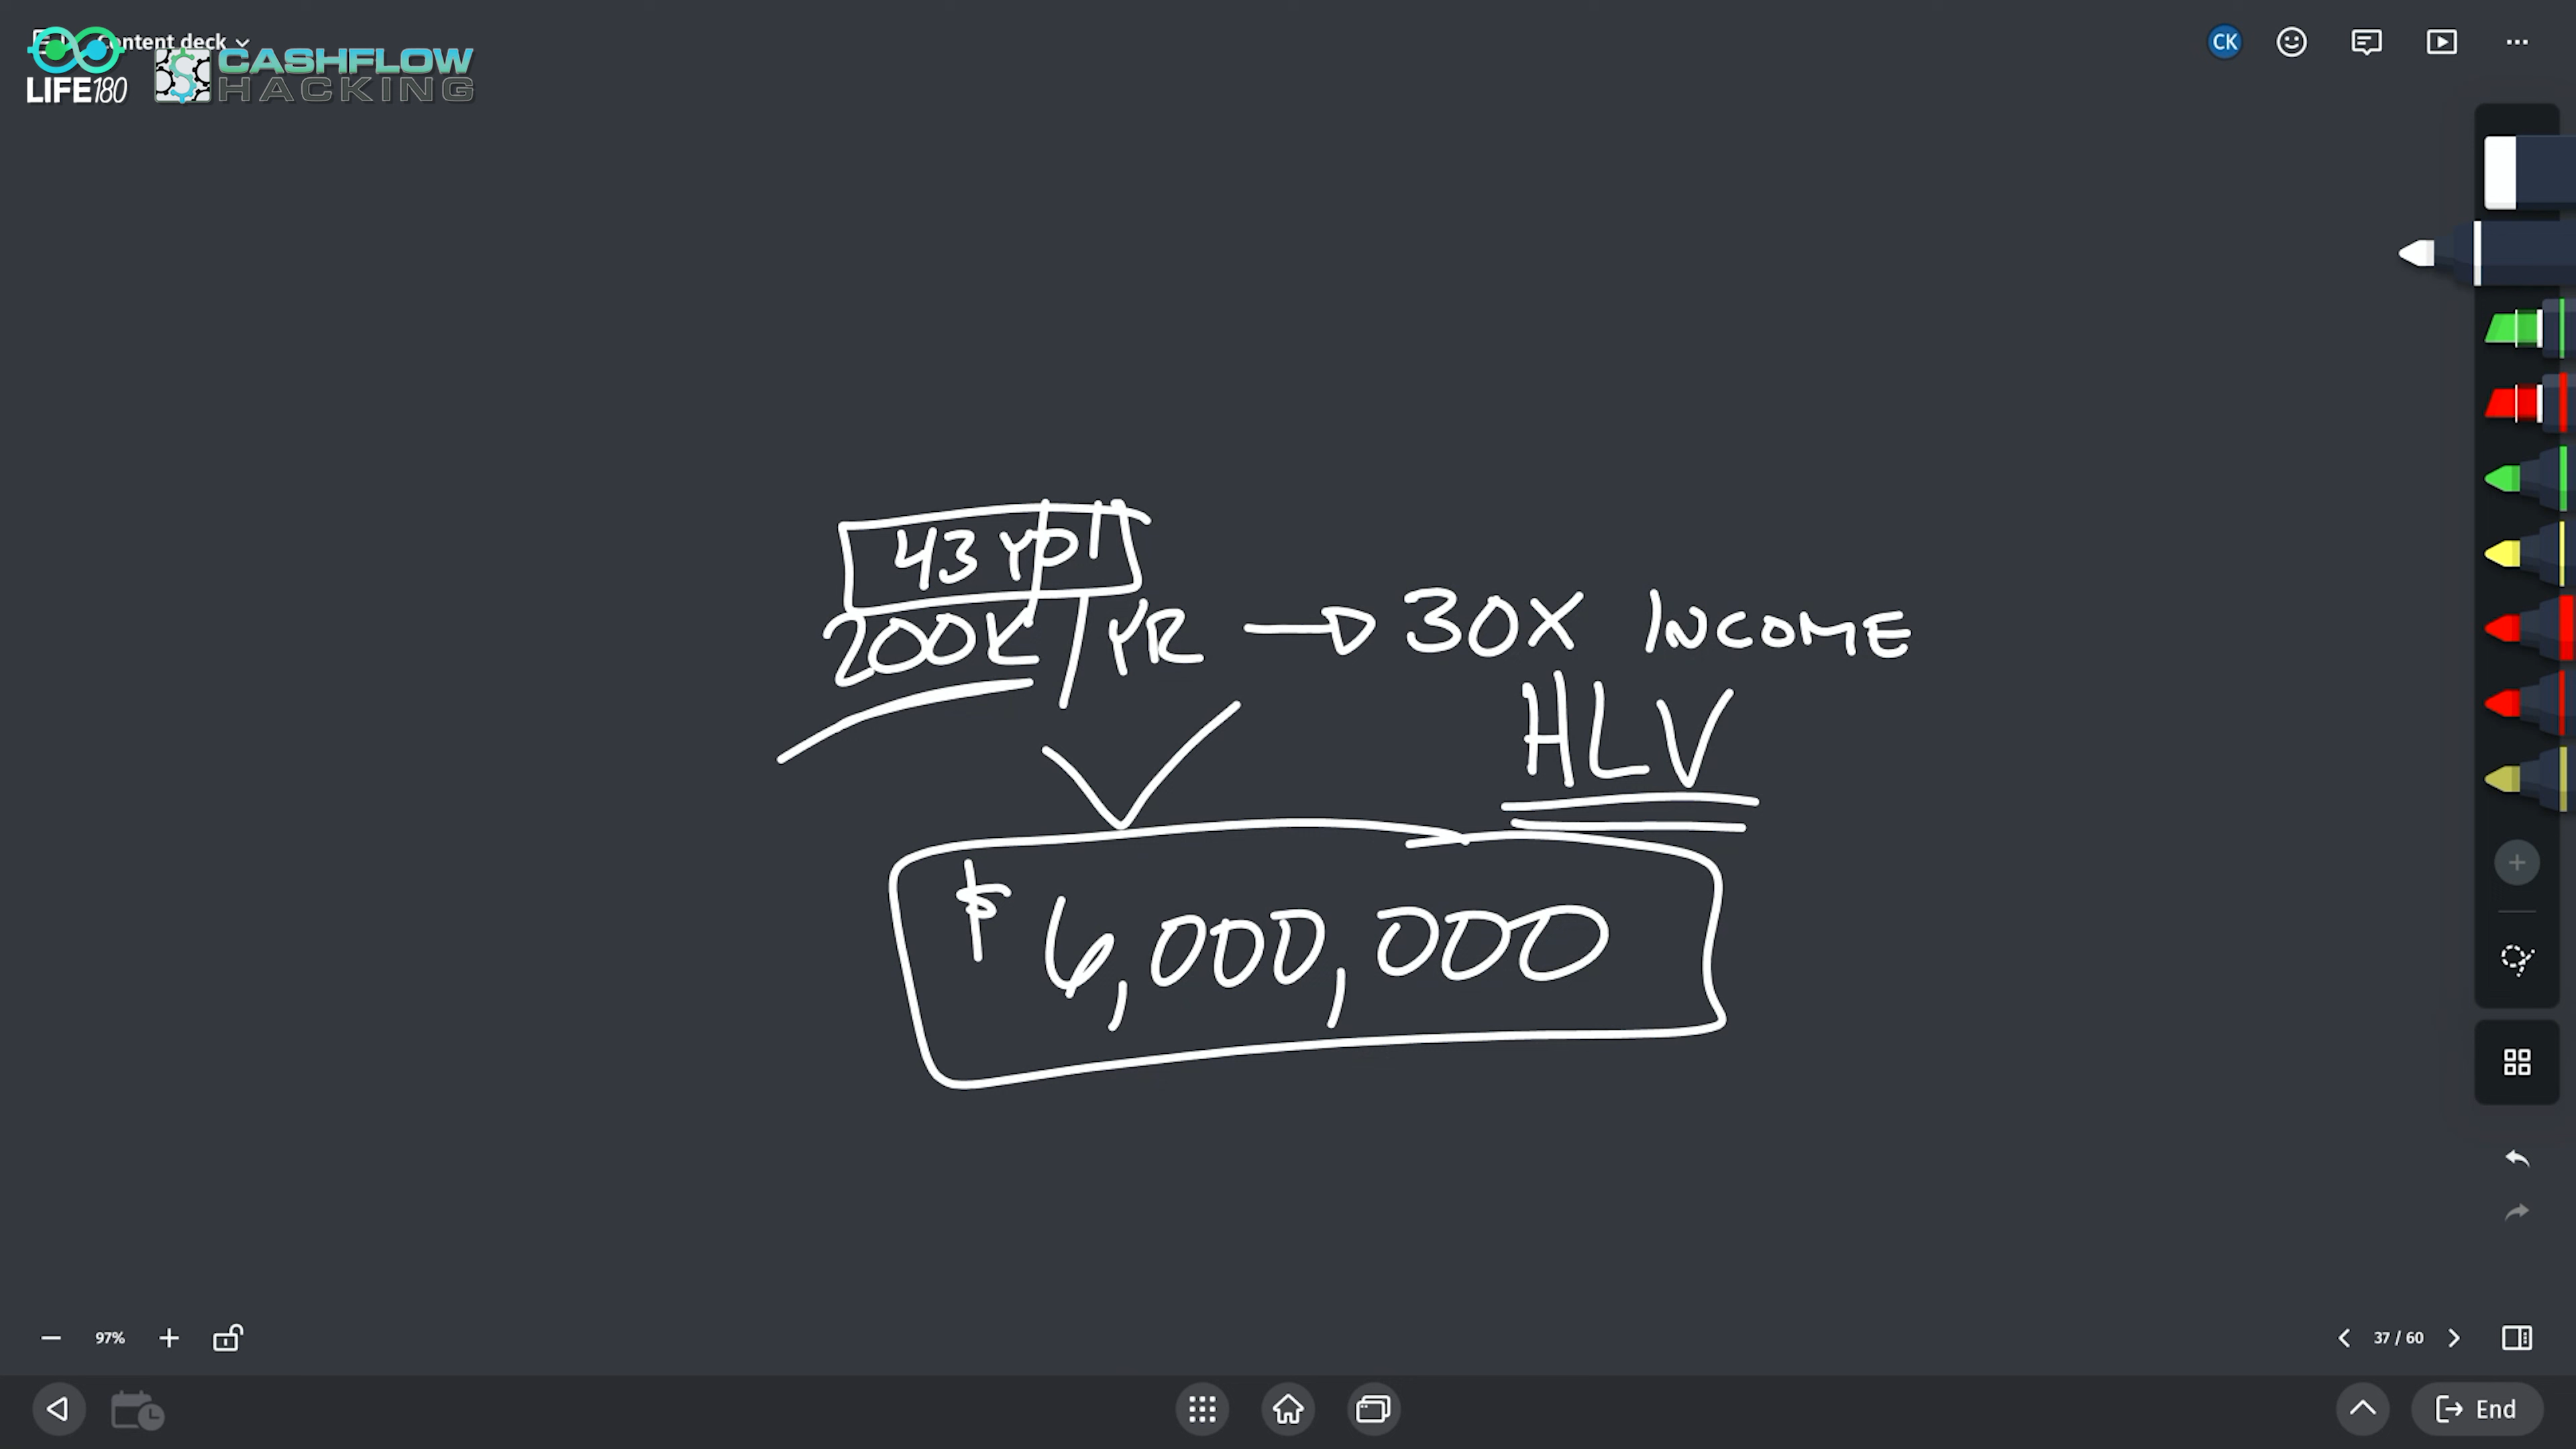 Content deck
LIFE180
CASHFLOW
HACKING
CK
43 YO
200K/YR → 30X INCOME
HLV
$6,000,000
97%
37 / 60
End